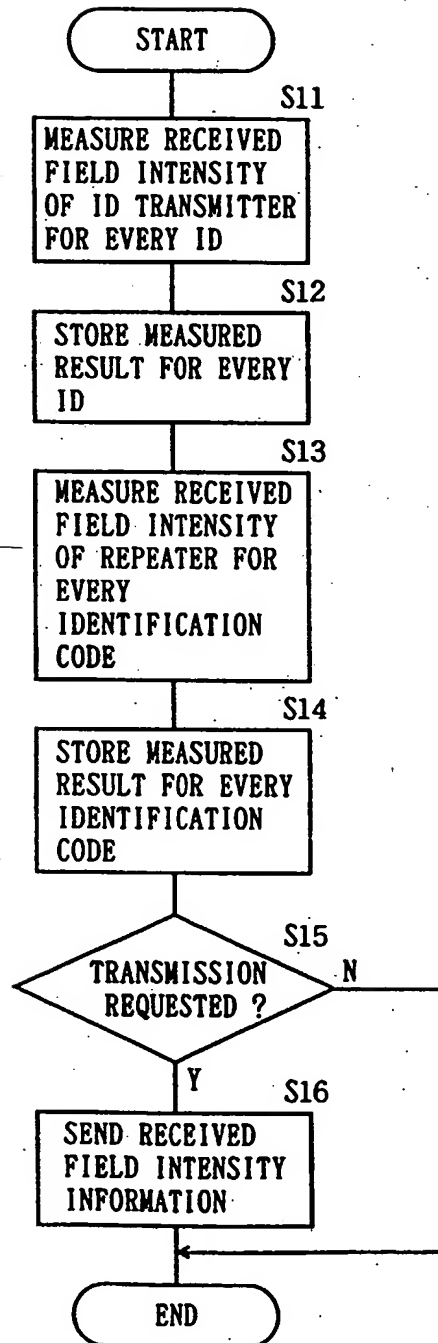 START
S11
MEASURE RECEIVED
FIELD INTENSITY
OF ID TRANSMITTER
FOR EVERY ID
S12
STORE MEASURED
RESULT FOR EVERY
ID
S13
MEASURE RECEIVED
FIELD INTENSITY
OF REPEATER FOR
EVERY
IDENTIFICATION
CODE
S14
STORE MEASURED
RESULT FOR EVERY
IDENTIFICATION
CODE
S15
TRANSMISSION
REQUESTED ?
N
Y
S16
SEND RECEIVED
FIELD INTENSITY
INFORMATION
END